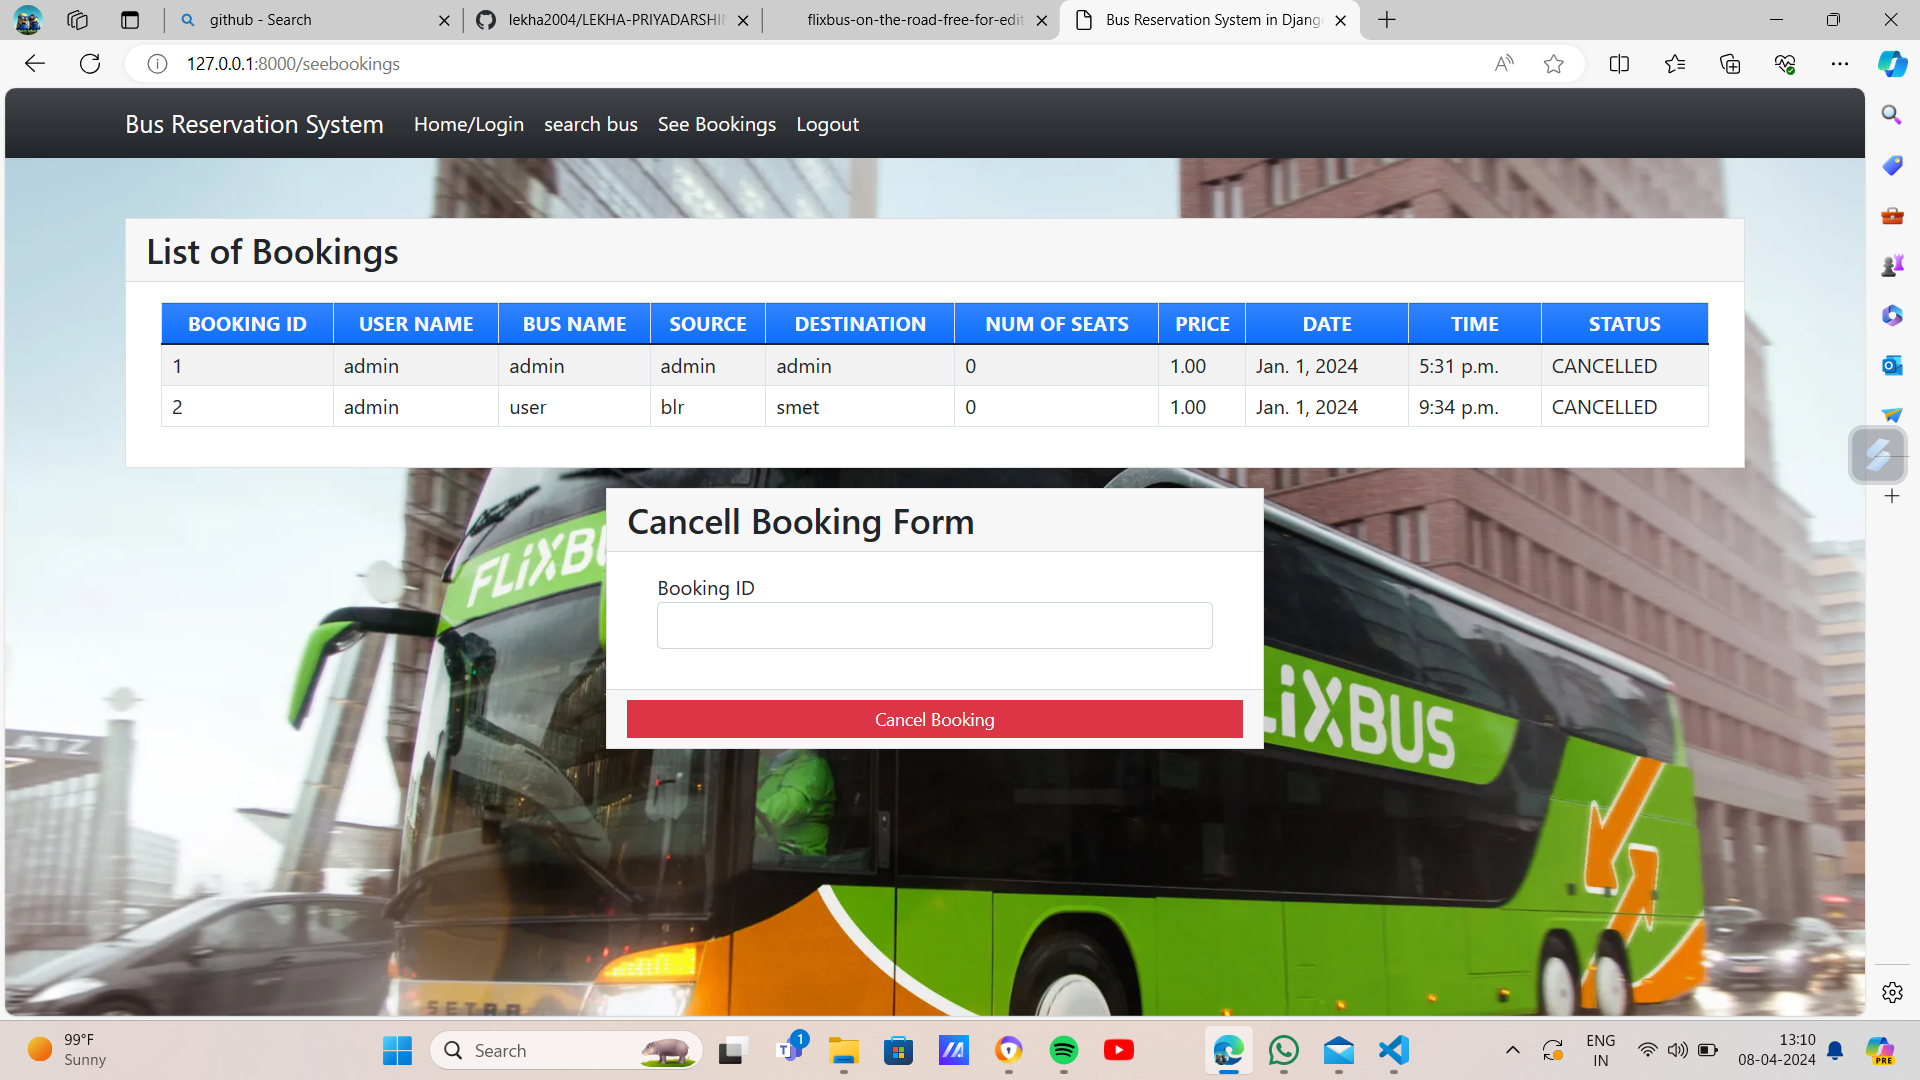 github - Search
lekha2004/LEKHA-PRIYADARSHI
flixbus-on-the-road-free-for-edit
Bus Reservation System in Djang
127.0.0.1:8000/seebookings
Bus Reservation System Home/Login search bus See Bookings Logout
List of Bookings
BOOKING ID USER NAME BUS NAME SOURCE DESTINATION NUM OF SEATS PRICE DATE TIME STATUS
1 admin admin admin admin 0 1.00 Jan. 1, 2024 5:31 p.m. CANCELLED
2 admin user blr smet 0 1.00 Jan. 1, 2024 9:34 p.m. CANCELLED
Cancell Booking Form
FLiXBU
Booking ID
LiXBUS
Cancel Booking
LATZ
SETRA
99°F
Sunny
Search
1
ENG
IN
13:10
08-04-2024
PRE